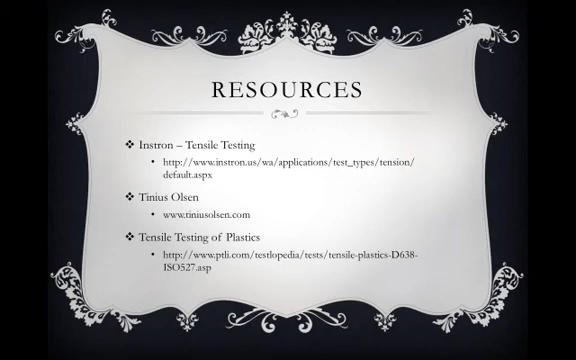 RESOURCES
❖ Instron – Tensile Testing
• http://www.instron.us/wa/applications/test_types/tension/
default.aspx
❖ Tinius Olsen
• www.tiniusolsen.com
❖ Tensile Testing of Plastics
• http://www.ptli.com/testlopedia/tests/tensile-plastics-D638-
ISO527.asp